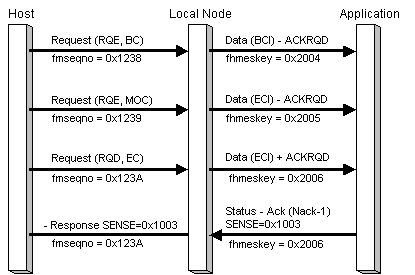 Host Local Node Application
Request (RQE, BC) Data (BCI) - ACKRQD
fmseqno = 0x1238 fhmeskey = 0x2004
Request (RQE, MOC) Data (ECI) - ACKRQD
fmseqno = 0x1239 fhmeskey = 0x2005
Request (RQD, EC) Data (ECI) + ACKRQD
fmseqno = 0x123A fhmeskey = 0x2006
Status - Ack (Nack-1)
- Response SENSE=0x1003 SENSE=0x1003
fmseqno = 0x123A fhmeskey = 0x2006